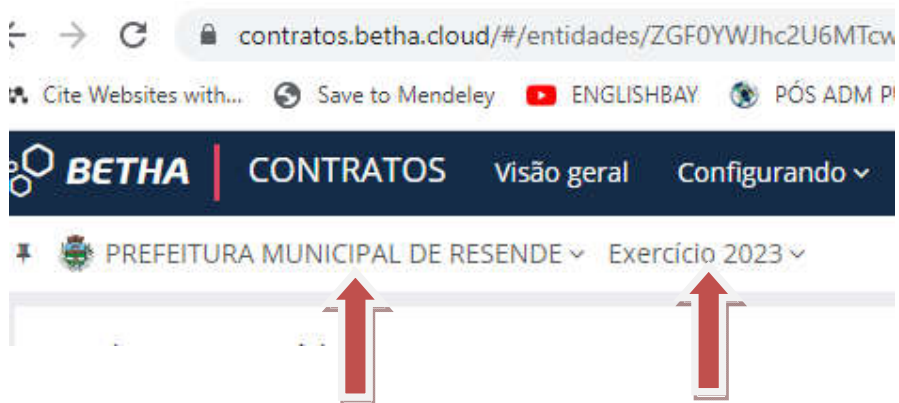 contratos.betha.cloud/#/entidades/ZGF0YWJhc2U6MTcw
Cite Websites with... Save to Mendeley ENGLISHBAY PÓS ADM P
BETHA CONTRATOS Visão geral Configurando
PREFEITURA MUNICIPAL DE RESENDE Exercício 2023